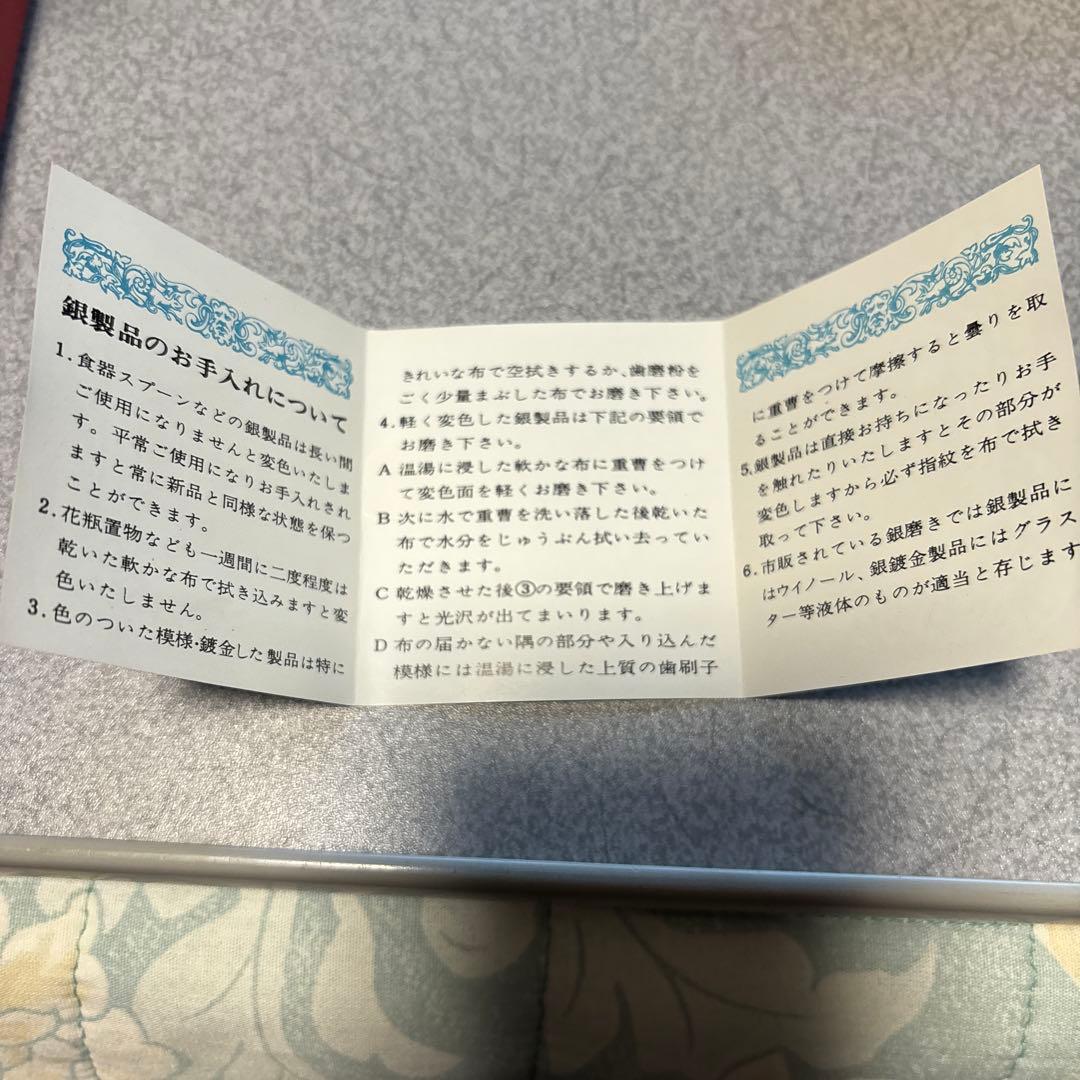 銀製品のお手入れについて
1.食器スプーンなどの銀製品は長い間
ご使用になりませんと変色いたしま
す。平常ご使用になりお手入れされ
ますと常に新品と同様な状態を保つ
ことができます。
2.花瓶置物なども一週間に二度程度は
乾いた軟かな布で拭き込みますと変
色いたしません。
3.色のついた模様・鍍金した製品は特に
きれいな布で空拭きするか、歯磨粉を
ごく少量まぶした布でお磨き下さい。
4.軽く変色した銀製品は下記の要領で
お磨き下さい。
A 温湯に浸した軟かな布に重曹をつけ
て変色面を軽くお磨き下さい。
B 次に水で重曹を洗い落した後乾いた
布で水分をじゅうぶん拭い去ってい
ただきます。
C 乾燥させた後③の要領で磨き上げま
すと光沢が出てまいります。
D 布の届かない隅の部分や入り込んだ
模様には温湯に浸した上質の歯刷子
に重曹をつけて摩擦すると曇りを取
ることができます。
5.銀製品は直接お持ちになったりお手
を触れたりいたしますとその部分が
変色しますから必ず指紋を布で拭き
取って下さい。
6.市販されている銀磨きでは銀製品に
はウイノール、銀鍍金製品にはグラス
ター等液体のものが適当と存じます